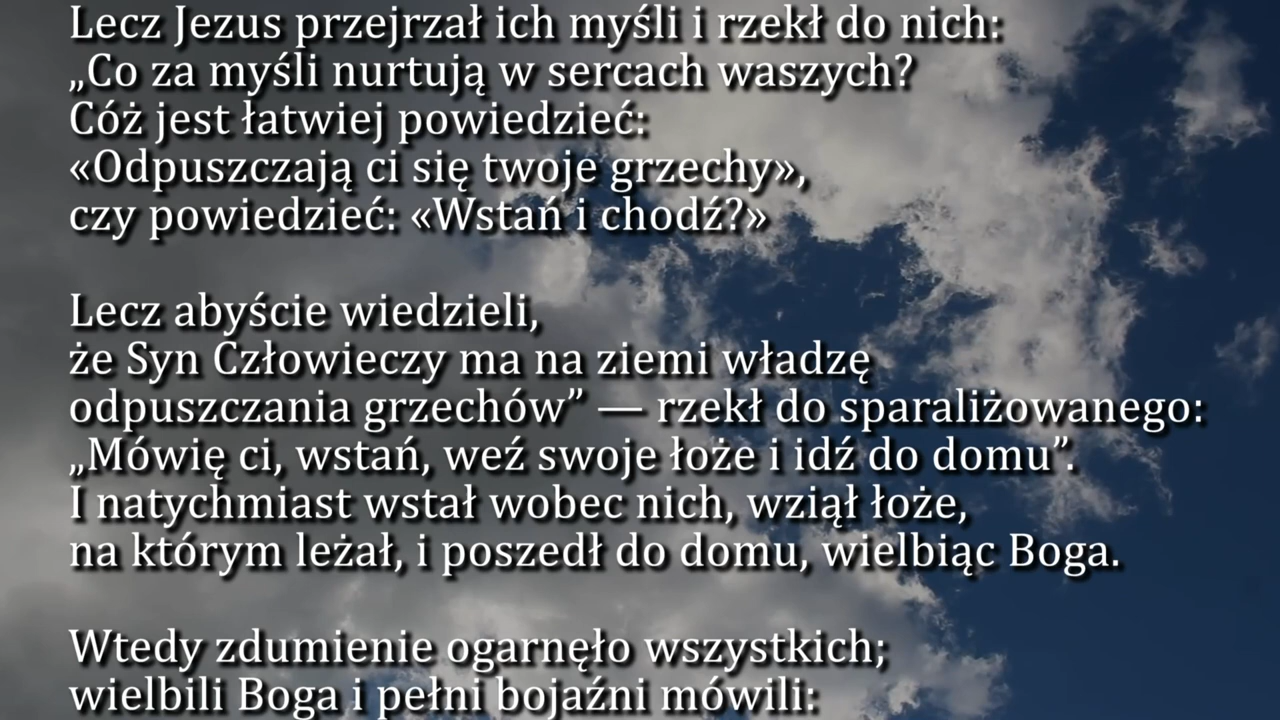 Lecz Jezus przejrzał ich myśli i rzekł do nich:
„Co za myśli nurtują w sercach waszych?
Cóż jest łatwiej powiedzieć:
«Odpuszczają ci się twoje grzechy»,
czy powiedzieć: «Wstań i chodź?»
Lecz abyście wiedzieli,
że Syn Człowieczy ma na ziemi władzę
odpuszczania grzechów” — rzekł do sparaliżowanego:
„Mówię ci, wstań, weź swoje łoże i idź do domu”.
I natychmiast wstał wobec nich, wziął łoże,
na którym leżał, i poszedł do domu, wielbiąc Boga.
Wtedy zdumienie ogarnęło wszystkich;
wielbili Boga i pełni bojaźni mówili: